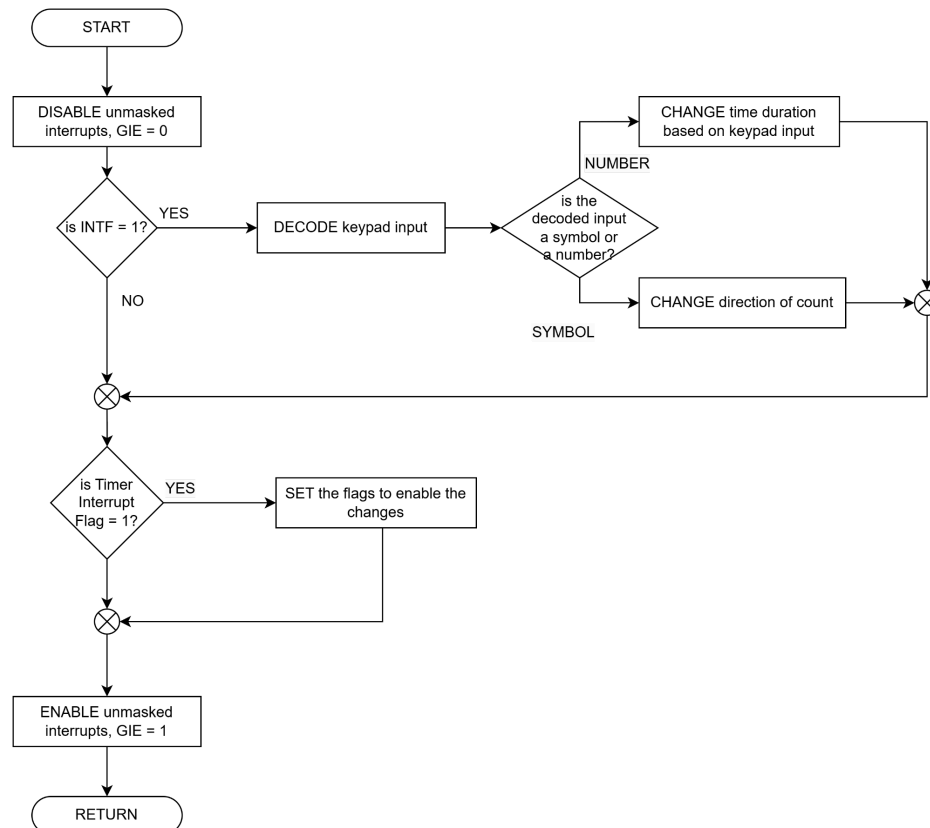 START
DISABLE unmasked
interrupts, GIE = 0
CHANGE time duration
based on keypad input
NUMBER
is INTF = 1?
YES
DECODE keypad input
is the
decoded input
a symbol or
a number?
CHANGE direction of count
NO
SYMBOL
is Timer
Interrupt
Flag = 1?
YES
SET the flags to enable the
changes
ENABLE unmasked
interrupts, GIE = 1
RETURN